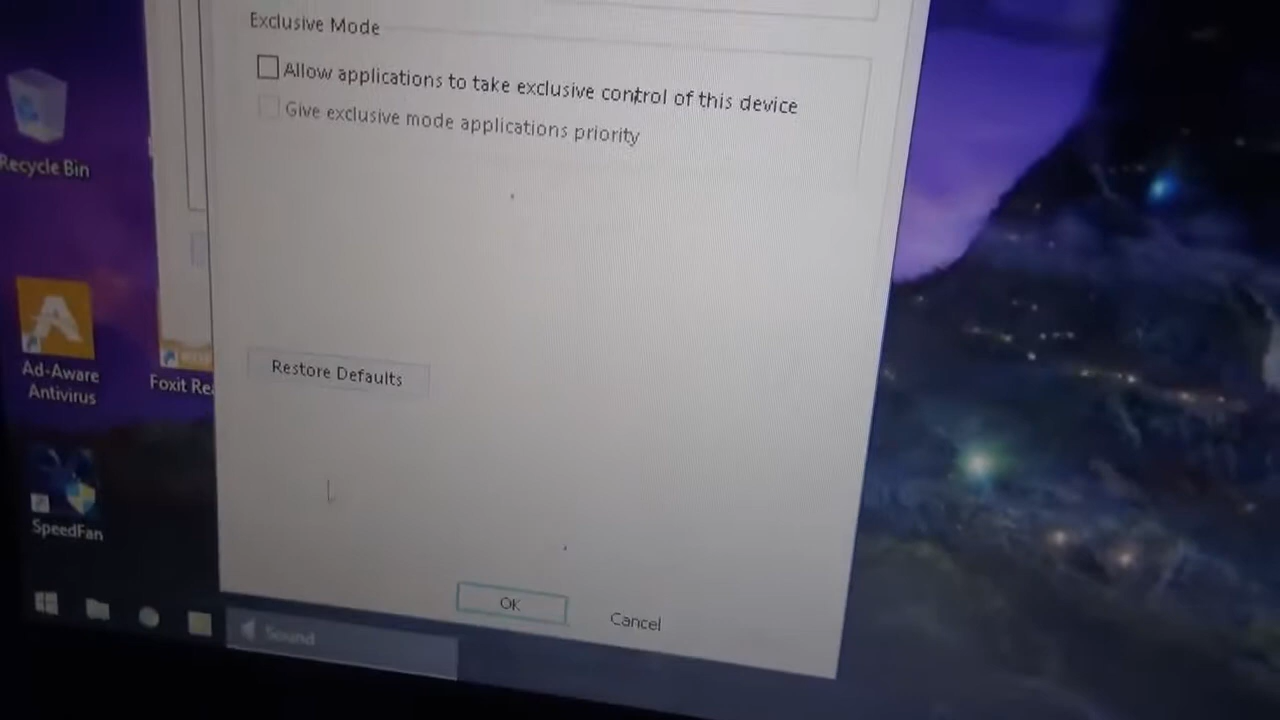 Exclusive Mode
Allow applications to take exclusive control of this device
Give exclusive mode applications priority
Recycle Bin
Restore Defaults
Ad-Aware
Antivirus
Foxit Re
SpeedFan
OK
Cancel
Sound